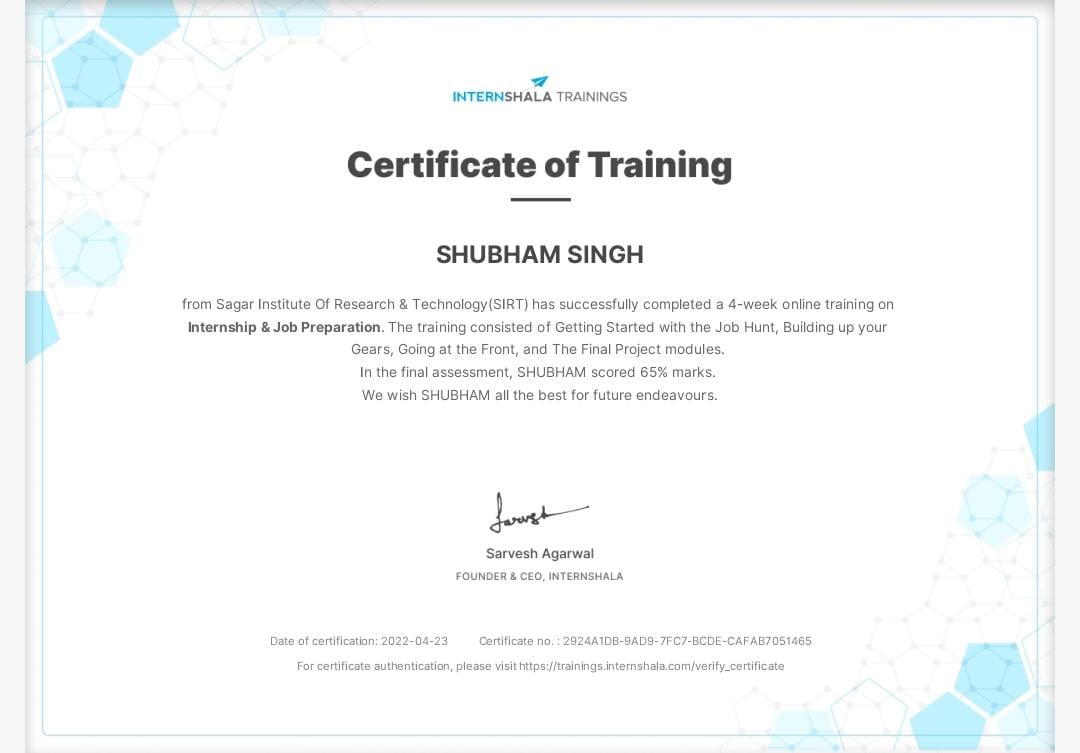 INTERNSHALA TRAININGS
Certificate of Training
SHUBHAM SINGH
from Sagar Institute Of Research & Technology(SIRT) has successfully completed a 4-week online training on
Internship & Job Preparation. The training consisted of Getting Started with the Job Hunt, Building up your
Gears, Going at the Front, and The Final Project modules.
In the final assessment, SHUBHAM scored 65% marks.
We wish SHUBHAM all the best for future endeavours.
Sarvesh
Sarvesh Agarwal
FOUNDER & CEO, INTERNSHALA
Date of certification: 2022-04-23 Certificate no. : 2924A1DB-9AD9-7FC7-BCDE-CAFAB7051465
For certificate authentication, please visit https://trainings.internshala.com/verify_certificate